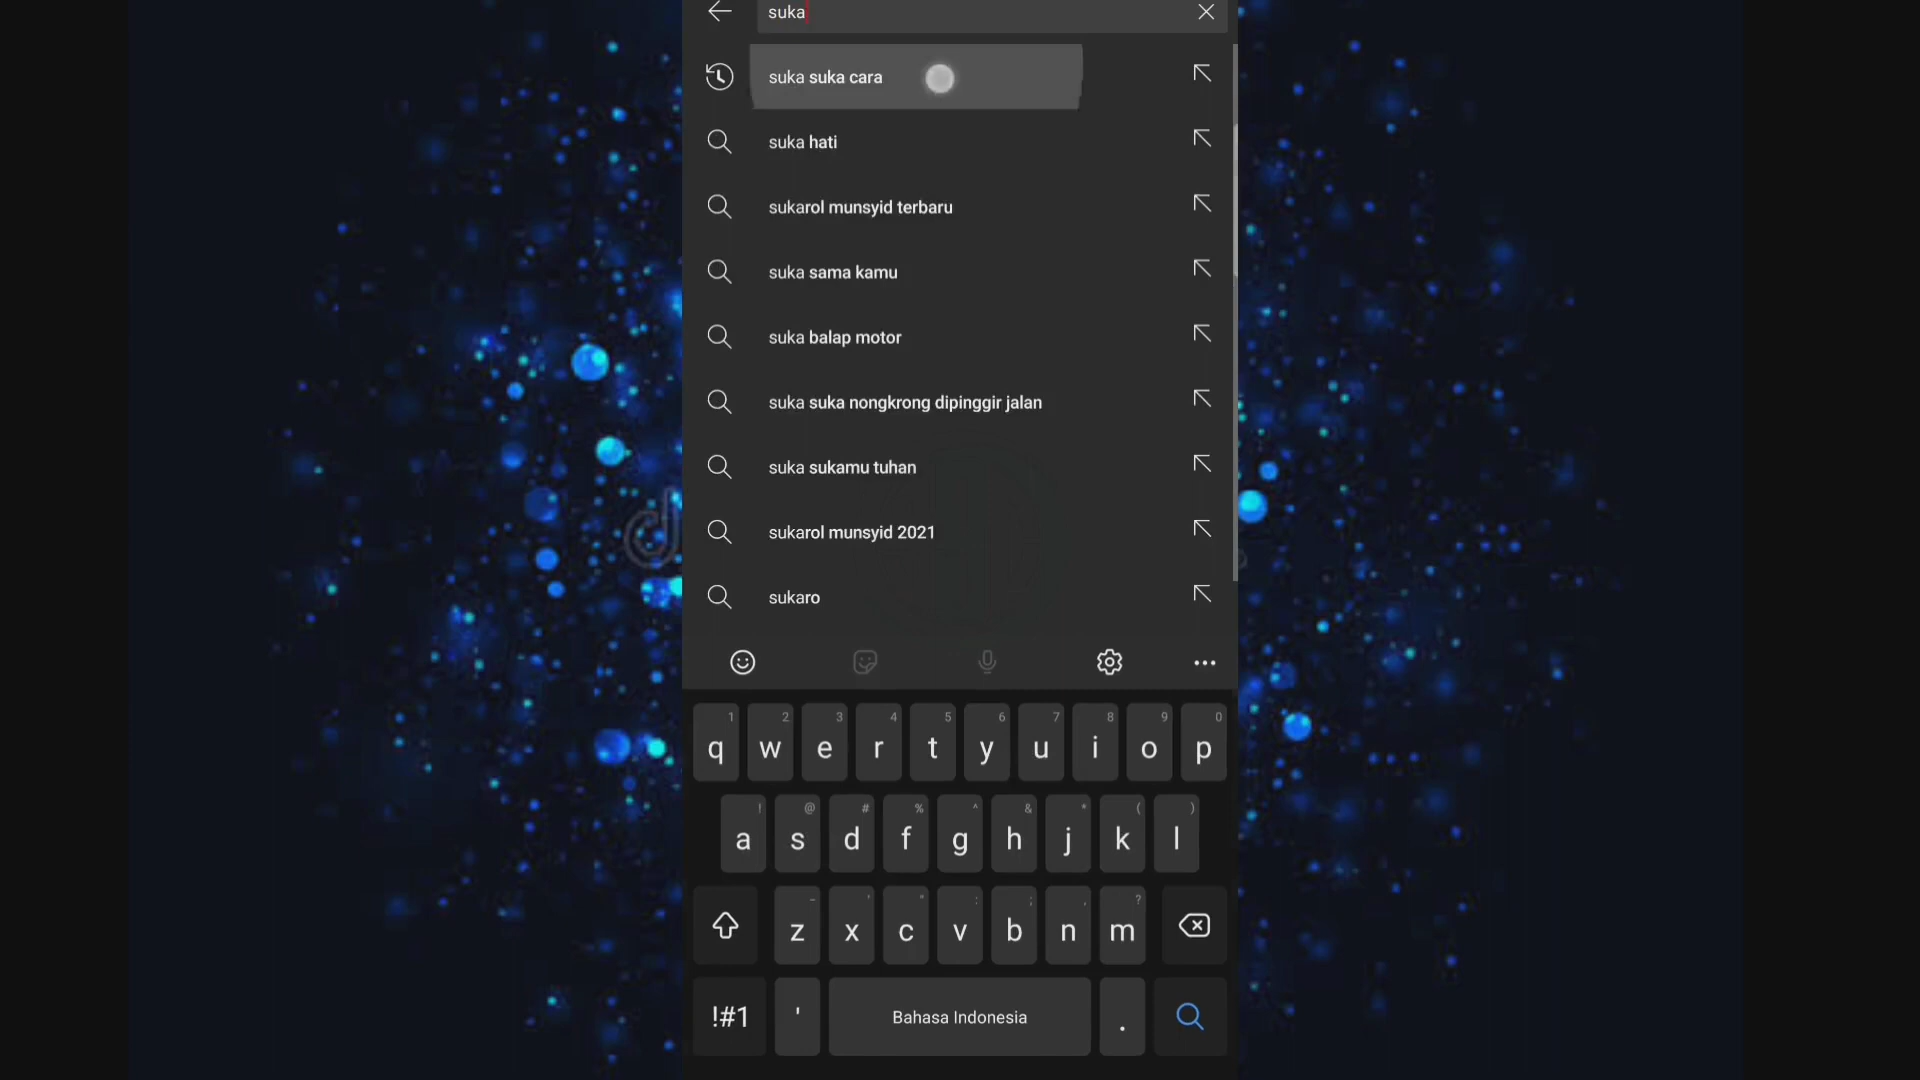 suka
suka suka cara
suka hati
sukarol munsyid terbaru
suka sama kamu
suka balap motor
suka suka nongkrong dipinggir jalan
suka sukamu tuhan
sukarol munsyid 2021
sukaro
1 2 3 4 5 6 7 8 9 0
q w e r t y u i o p
! @ # % ^ & * ( )
a s d f g h j k l
- ' " : ; , ?
z x c v b n m
!#1 ' Bahasa Indonesia .